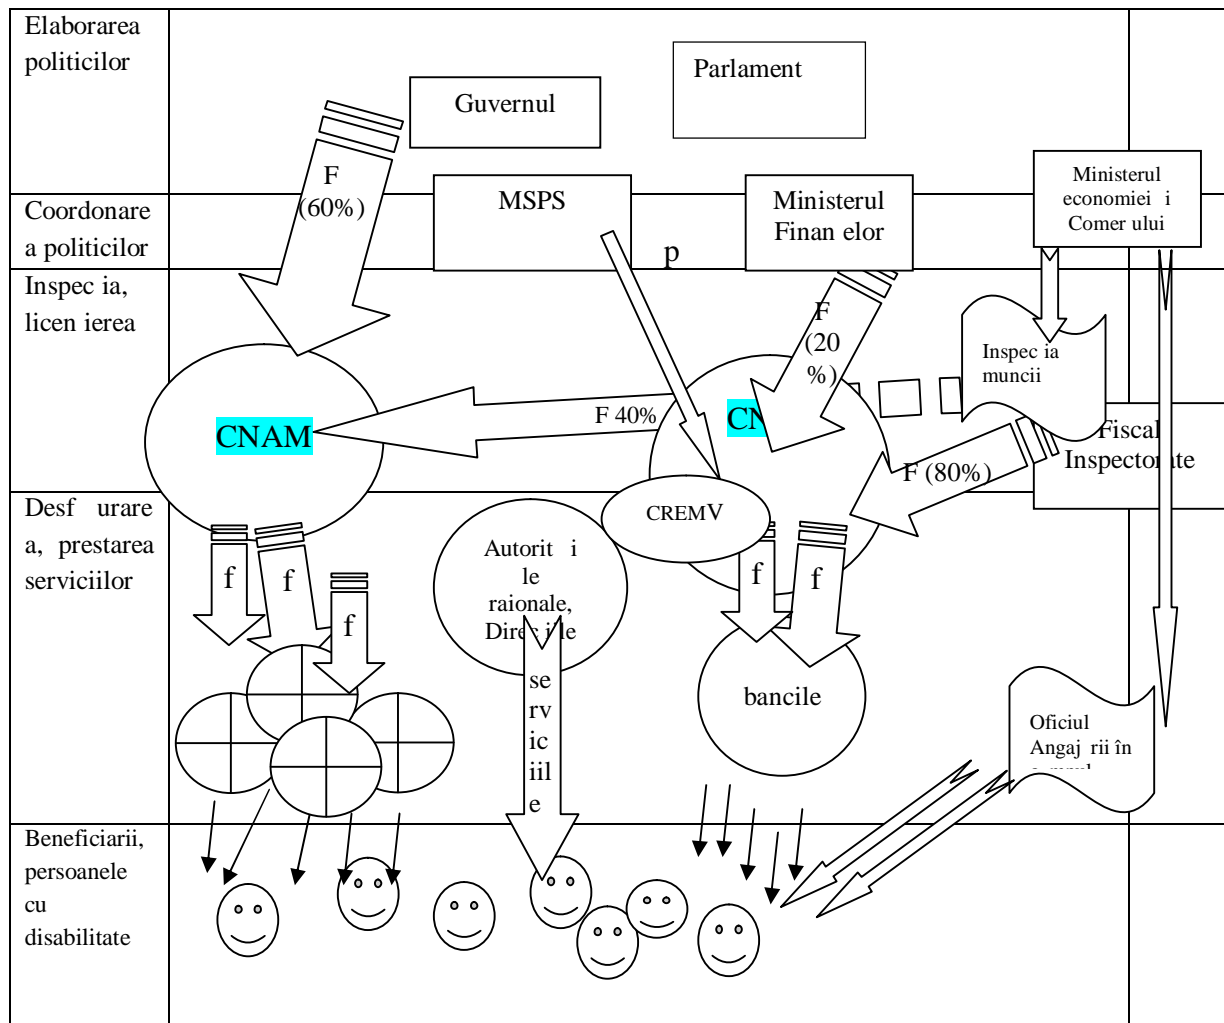 Elaborarea
politicilor
Parlament
Guvernul
F
(60%)
Coordonare
a politicilor
MSPS
Ministerul
Finan elor
Ministerul
economiei i
Comer ului
p
Inspec ia,
licen ierea
F
(20
%)
Inspec ia
muncii
CNAM
F 40%
CN
F (80%)
Fiscal
Inspectorate
Desf urare
a, prestarea
serviciilor
CREMV
Autorit i
le
raionale,
f
f
f
f
f
se
rv
ic
iil
e
bancile
Oficiul
Angaj rii în
Beneficiarii,
persoanele
cu
disabilitate